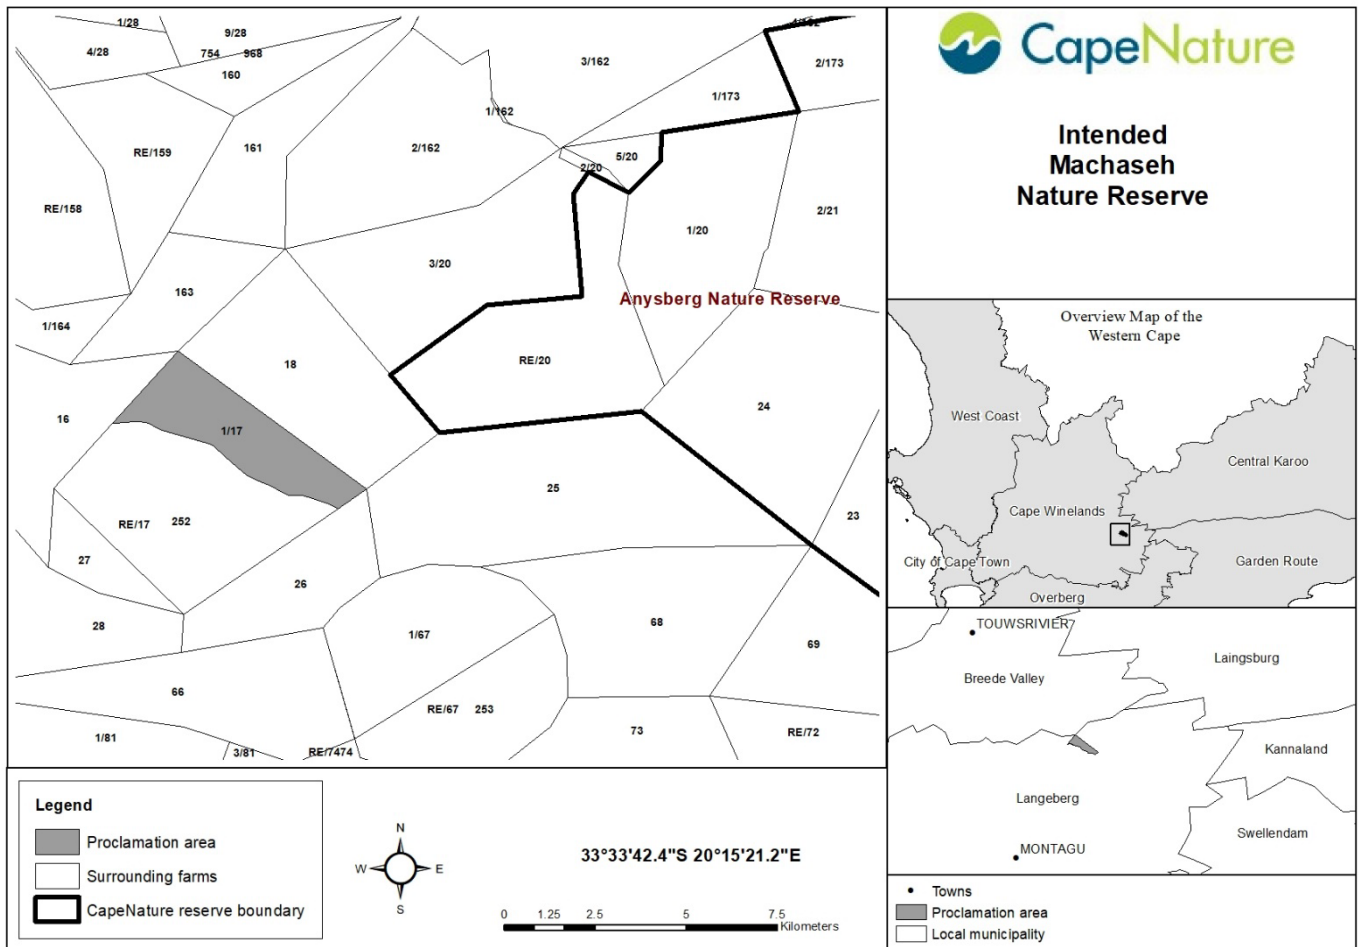 1/28
9/28
4/28
754
968
160
3/162
2/173
1/173
1/162
RE/159
161
2/162
5/20
2/20
RE/158
1/20
2/21
3/20
163
Anysberg Nature Reserve
1/164
18
RE/20
24
16
1/17
25
RE/17
252
23
27
26
28
1/67
68
69
66
RE/67
253
73
RE/72
1/81
3/81
RE/7474
CapeNature
Intended
Machaseh
Nature Reserve
Overview Map of the
Western Cape
West Coast
Central Karoo
Cape Winelands
City of Cape Town
Garden Route
Overberg
TOUWSRIVIER
Laingsburg
Breede Valley
Kannaland
Langeberg
Swellendam
MONTAGU
Towns
Proclamation area
Local municipality
Legend
Proclamation area
Surrounding farms
CapeNature reserve boundary
N
W
E
S
33°33'42.4"S 20°15'21.2"E
0 1.25 2.5 5 7.5
Kilometers